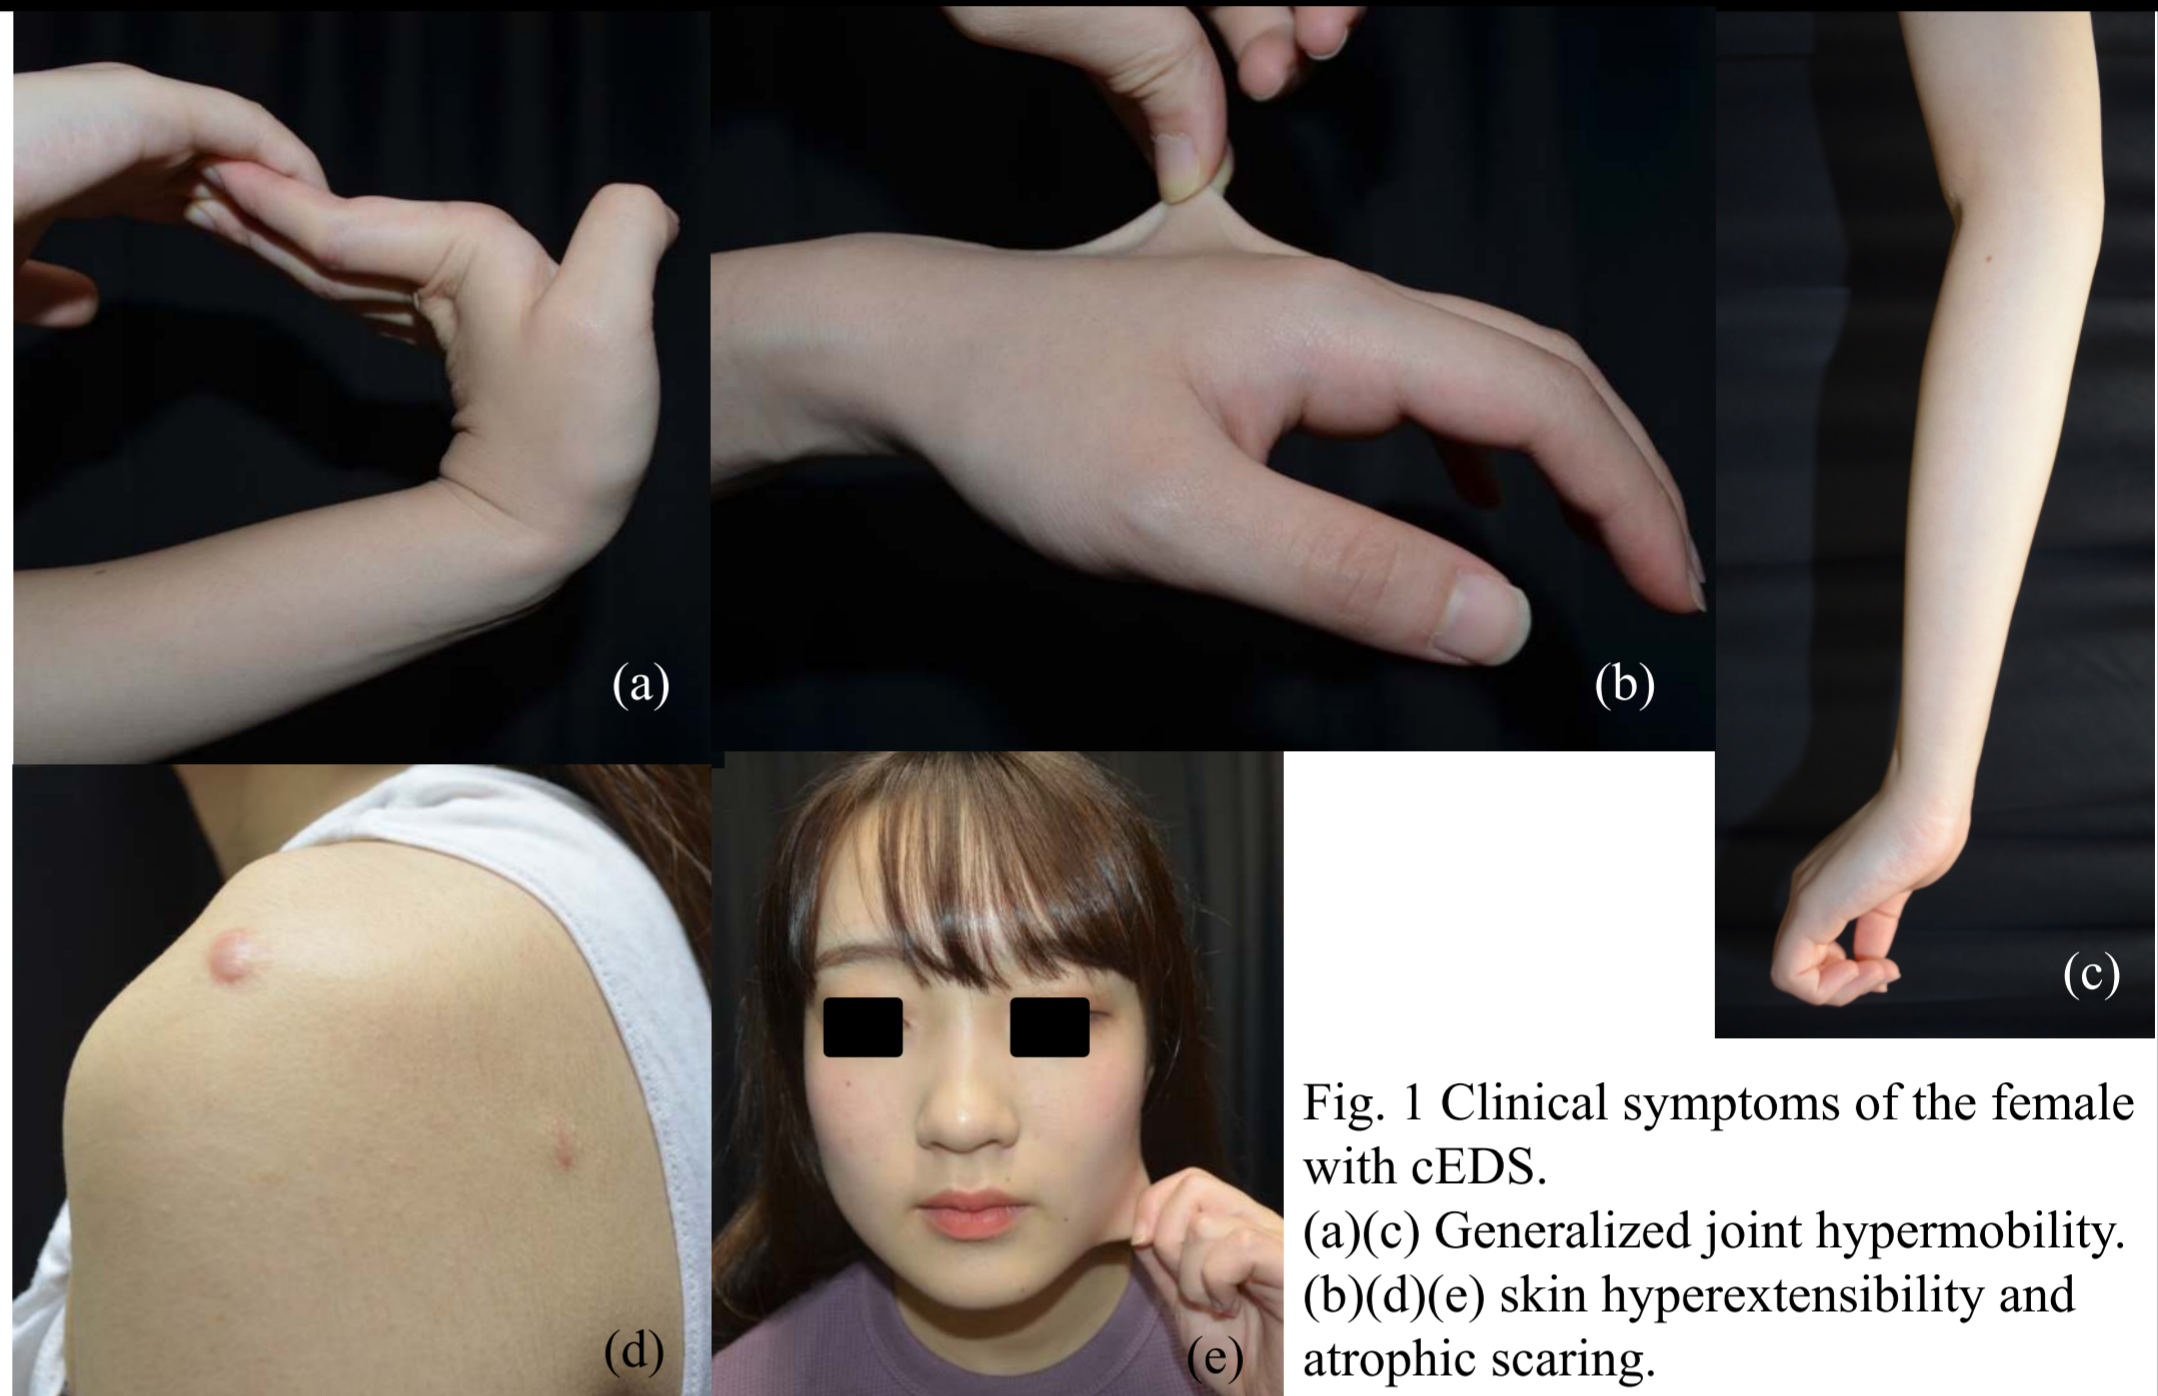 (a)
(b)
(c)
(d)
(e)
Fig. 1 Clinical symptoms of the female
with cEDS.
(a)(c) Generalized joint hypermobility.
(b)(d)(e) skin hyperextensibility and
atrophic scaring.